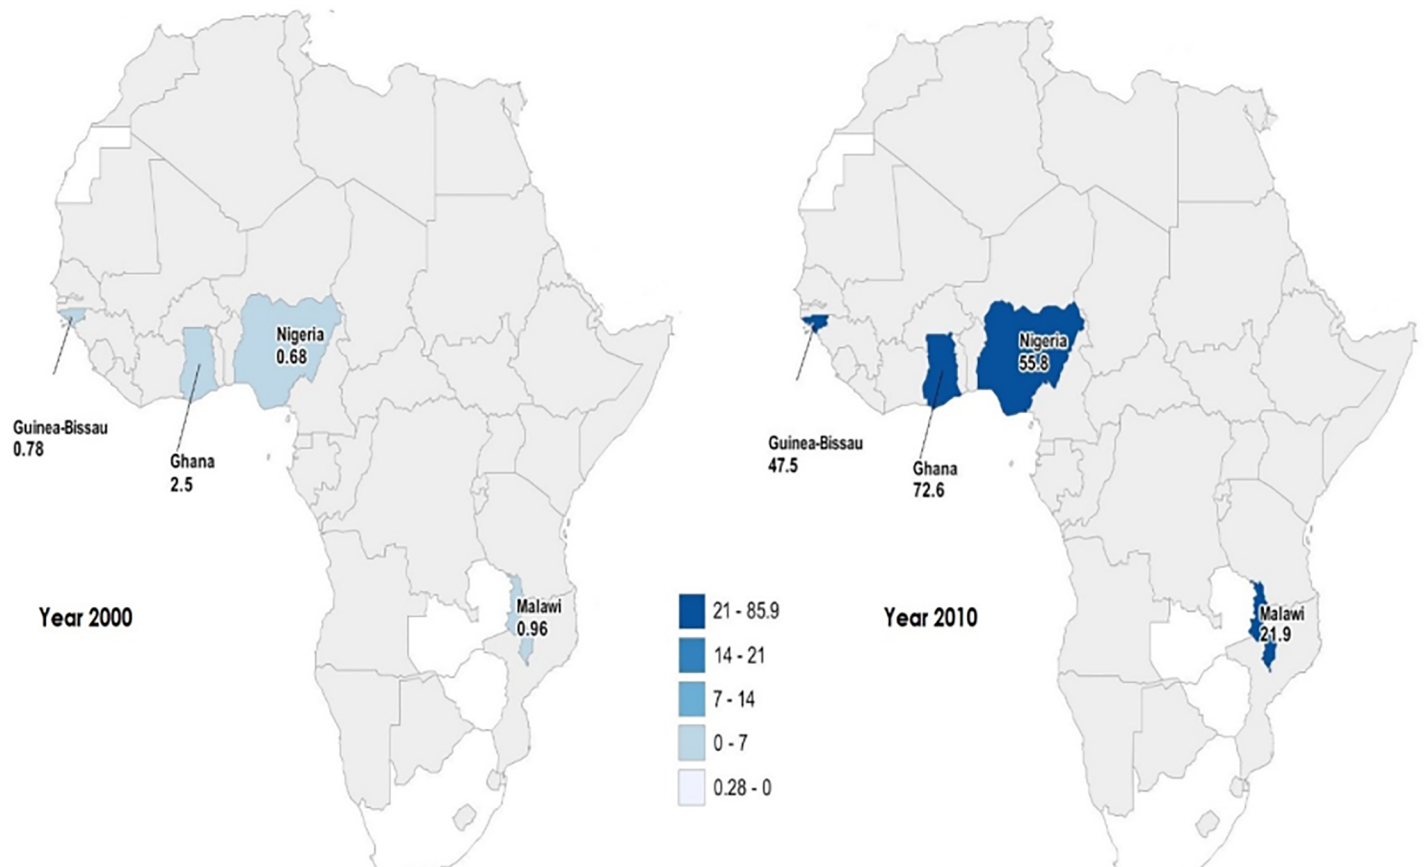 Nigeria
0.68
Guinea-Bissau
0.78
Ghana
2.5
Malawi
0.96
Year 2000
21 - 85.9
14 - 21
7 - 14
0 - 7
0.28 - 0
Nigeria
55.8
Guinea-Bissau
47.5
Ghana
72.6
Malawi
21.9
Year 2010